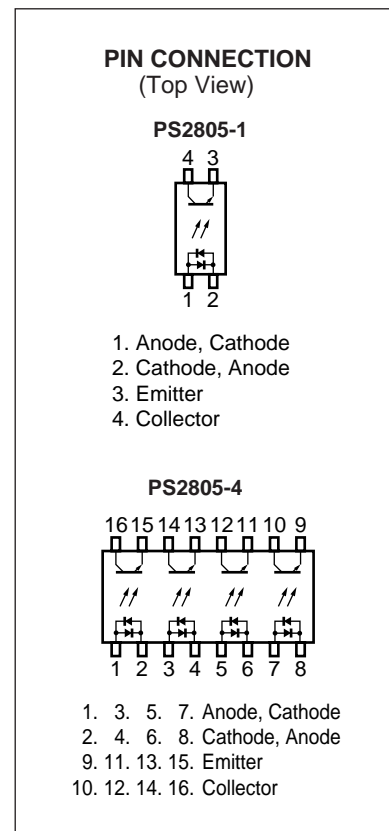 PIN CONNECTION
(Top View)
PS2805-1
4 3
1 2
1. Anode, Cathode
2. Cathode, Anode
3. Emitter
4. Collector
PS2805-4
16 15 14 13 12 11 10 9
1 2 3 4 5 6 7 8
1. 3. 5. 7. Anode, Cathode
2. 4. 6. 8. Cathode, Anode
9. 11. 13. 15. Emitter
10. 12. 14. 16. Collector